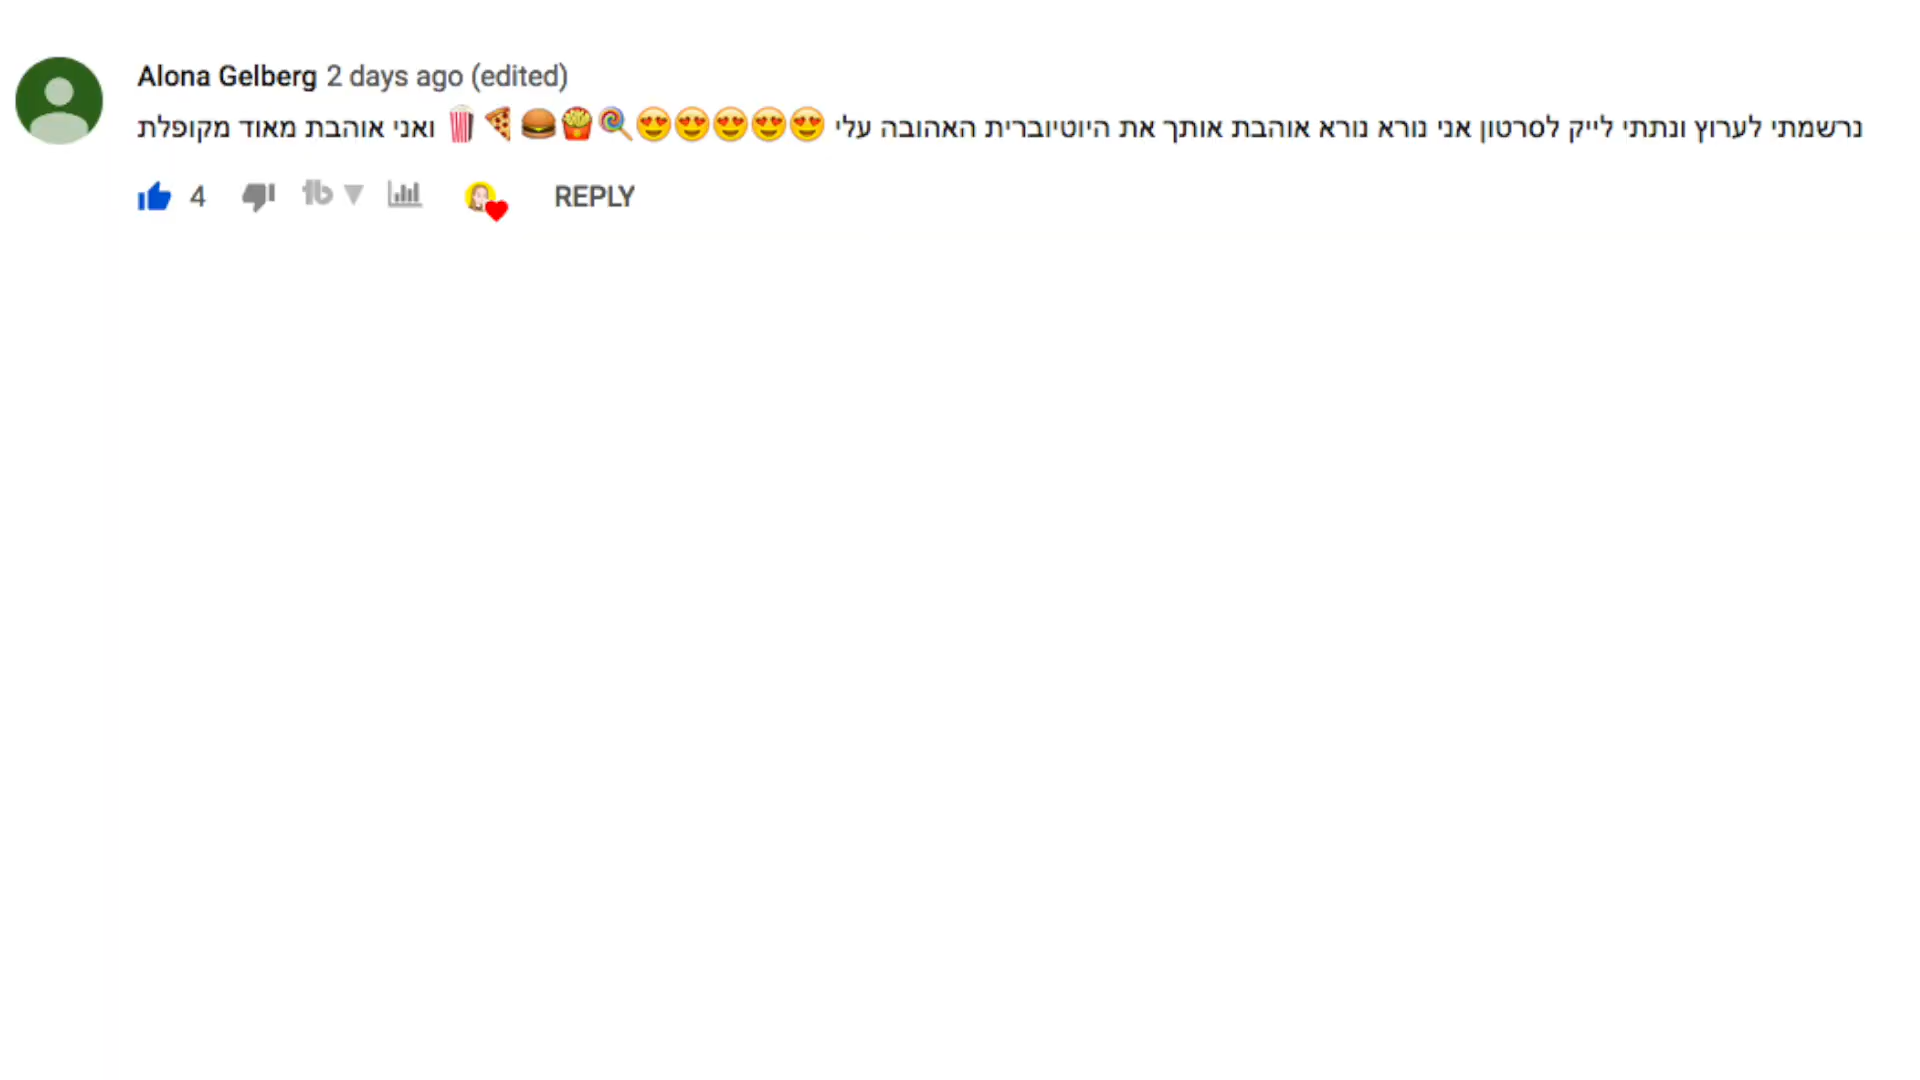 Alona Gelberg 2 days ago (edited)
נרשמתי לערוץ ונתתי לייק לסרטון אני נורא נורא אוהבת אותך את היוטיוברית האהובה עלי 😍😍😍😍😍🍭🍟🍔🍕🍿 ואני אוהבת מאוד מקופלת
4 tb REPLY